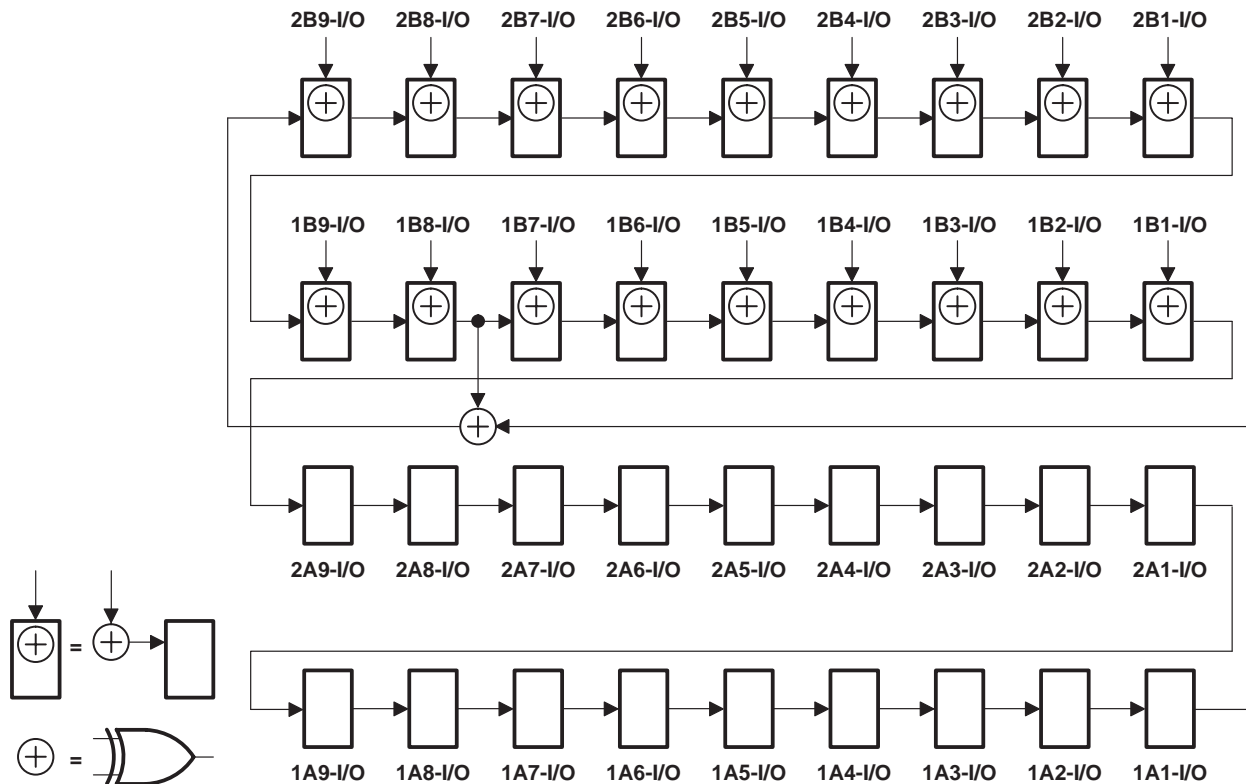 2B9-I/O 2B8-I/O 2B7-I/O 2B6-I/O 2B5-I/O 2B4-I/O 2B3-I/O 2B2-I/O 2B1-I/O
1B9-I/O 1B8-I/O 1B7-I/O 1B6-I/O 1B5-I/O 1B4-I/O 1B3-I/O 1B2-I/O 1B1-I/O
2A9-I/O 2A8-I/O 2A7-I/O 2A6-I/O 2A5-I/O 2A4-I/O 2A3-I/O 2A2-I/O 2A1-I/O
=
=
1A9-I/O 1A8-I/O 1A7-I/O 1A6-I/O 1A5-I/O 1A4-I/O 1A3-I/O 1A2-I/O 1A1-I/O